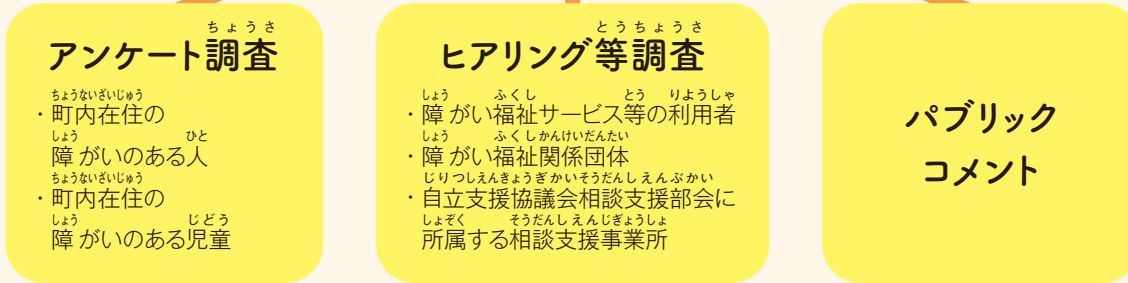 ちょうさ
アンケート調査
ちょうないざいじゅう
・町内在住の
しょう ひと
障がいのある人
ちょうないざいじゅう
・町内在住の
しょう じどう
障がいのある児童
とうちょうさ
ヒアリング等調査
しょう ふくし とう りようしゃ
・障がい福祉サービス等の利用者
しょう ふくしかんけいだんたい
・障がい福祉関係団体
じりつしえんきょうぎかいそうだんしえんぶかい
・自立支援協議会相談支援部会に
しょぞく そうだんしえんじぎょうしょ
所属する相談支援事業所
パブリック
コメント